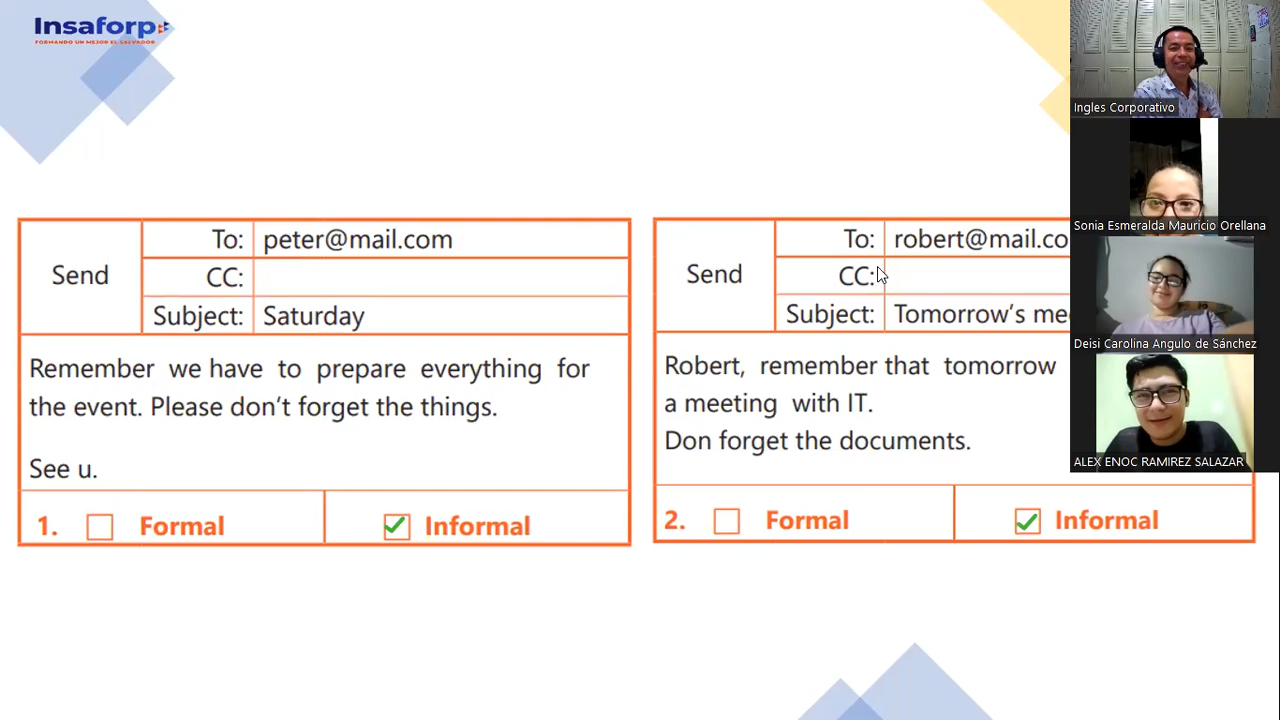 Insaforp
FORMANDO UN MEJOR EL SALVADOR
Send
To: peter@mail.com
CC:
Subject: Saturday
Remember we have to prepare everything for
the event. Please don't forget the things.
See u.
1. Formal Informal
Send
To: robert@mail.co
CC:
Subject: Tomorrow's me
Robert, remember that tomorrow
a meeting with IT.
Don forget the documents.
2. Formal Informal
Ingles Corporativo
Sonia Esmeralda Mauricio Orellana
Deisi Carolina Angulo de Sánchez
ALEX ENOC RAMIREZ SALAZAR